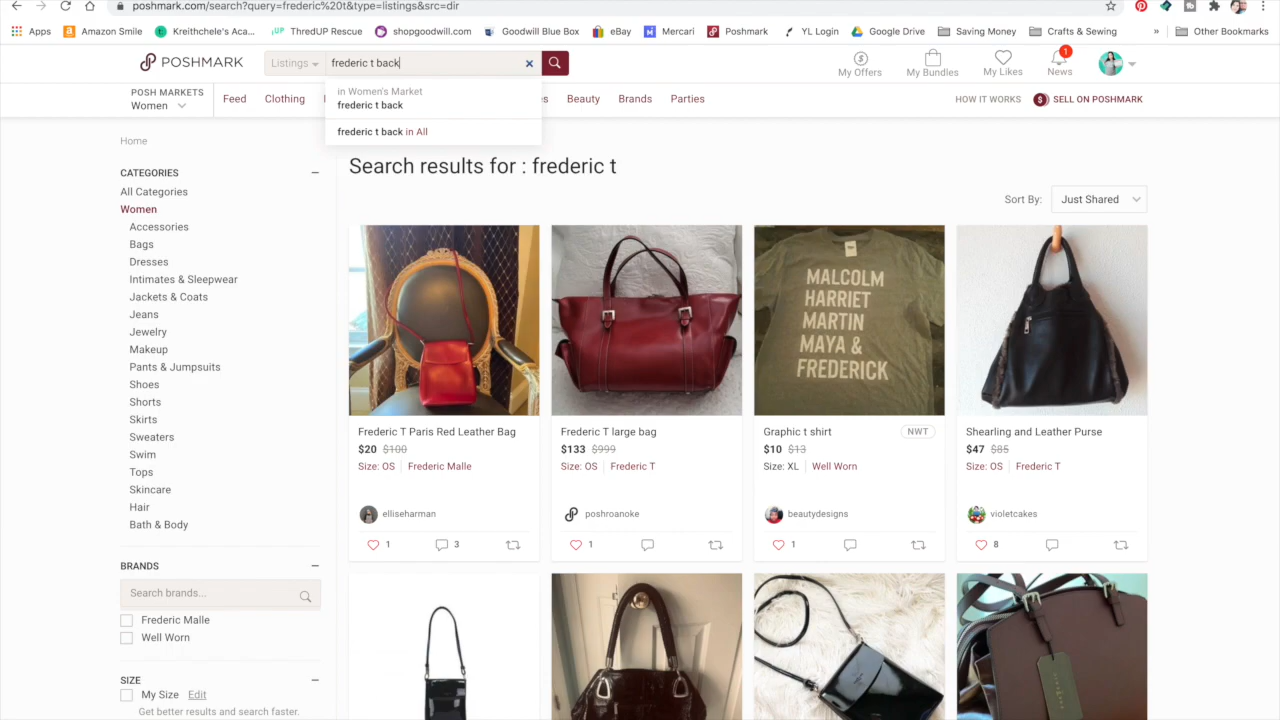 poshmark.com/search?query=frederic%20t&type=listings&src=dir
Apps
Amazon Smile
Kreithchele's Aca...
ThredUP Rescue
shopgoodwill.com
Goodwill Blue Box
eBay
Mercari
Poshmark
YL Login
Google Drive
Saving Money
Crafts & Sewing
»
Other Bookmarks
POSHMARK
Listings
frederic t back
My Offers
My Bundles
My Likes
1
News
in Women's Market
frederic t back
frederic t back in All
POSH MARKETS
Women
Feed
Clothing
Beauty
Brands
Parties
HOW IT WORKS
SELL ON POSHMARK
Home
Search results for : frederic t
Sort By:
Just Shared
CATEGORIES
All Categories
Women
Accessories
Bags
Dresses
Intimates & Sleepwear
Jackets & Coats
Jeans
Jewelry
Makeup
Pants & Jumpsuits
Shoes
Shorts
Skirts
Sweaters
Swim
Tops
Skincare
Hair
Bath & Body
BRANDS
Search brands...
Frederic Malle
Well Worn
SIZE
My Size Edit
Get better results and search faster.
Frederic T Paris Red Leather Bag
$20 $100
Size: OS Frederic Malle
elliseharman
1
3
Frederic T large bag
$133 $999
Size: OS Frederic T
poshroanoke
1
MALCOLM
HARRIET
MARTIN
MAYA &
FREDERICK
Graphic t shirt
NWT
$10 $13
Size: XL Well Worn
beautydesigns
1
Shearling and Leather Purse
$47 $85
Size: OS Frederic T
violetcakes
8